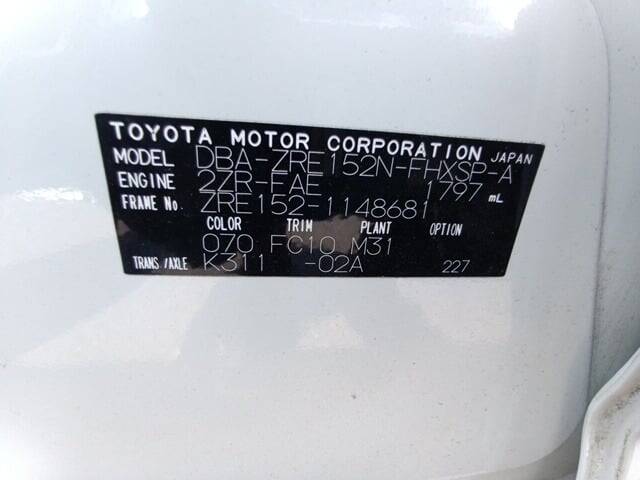 TOYOTA MOTOR CORPORATION JAPAN
MODEL DBA-ZRE152N-FHXSP-A
ENGINE 2ZR-FAE 1797 mL
FRAME No. ZRE152-1148681
COLOR TRIM PLANT OPTION
070 FC10 M31
TRANS/AXLE K311 -02A 227